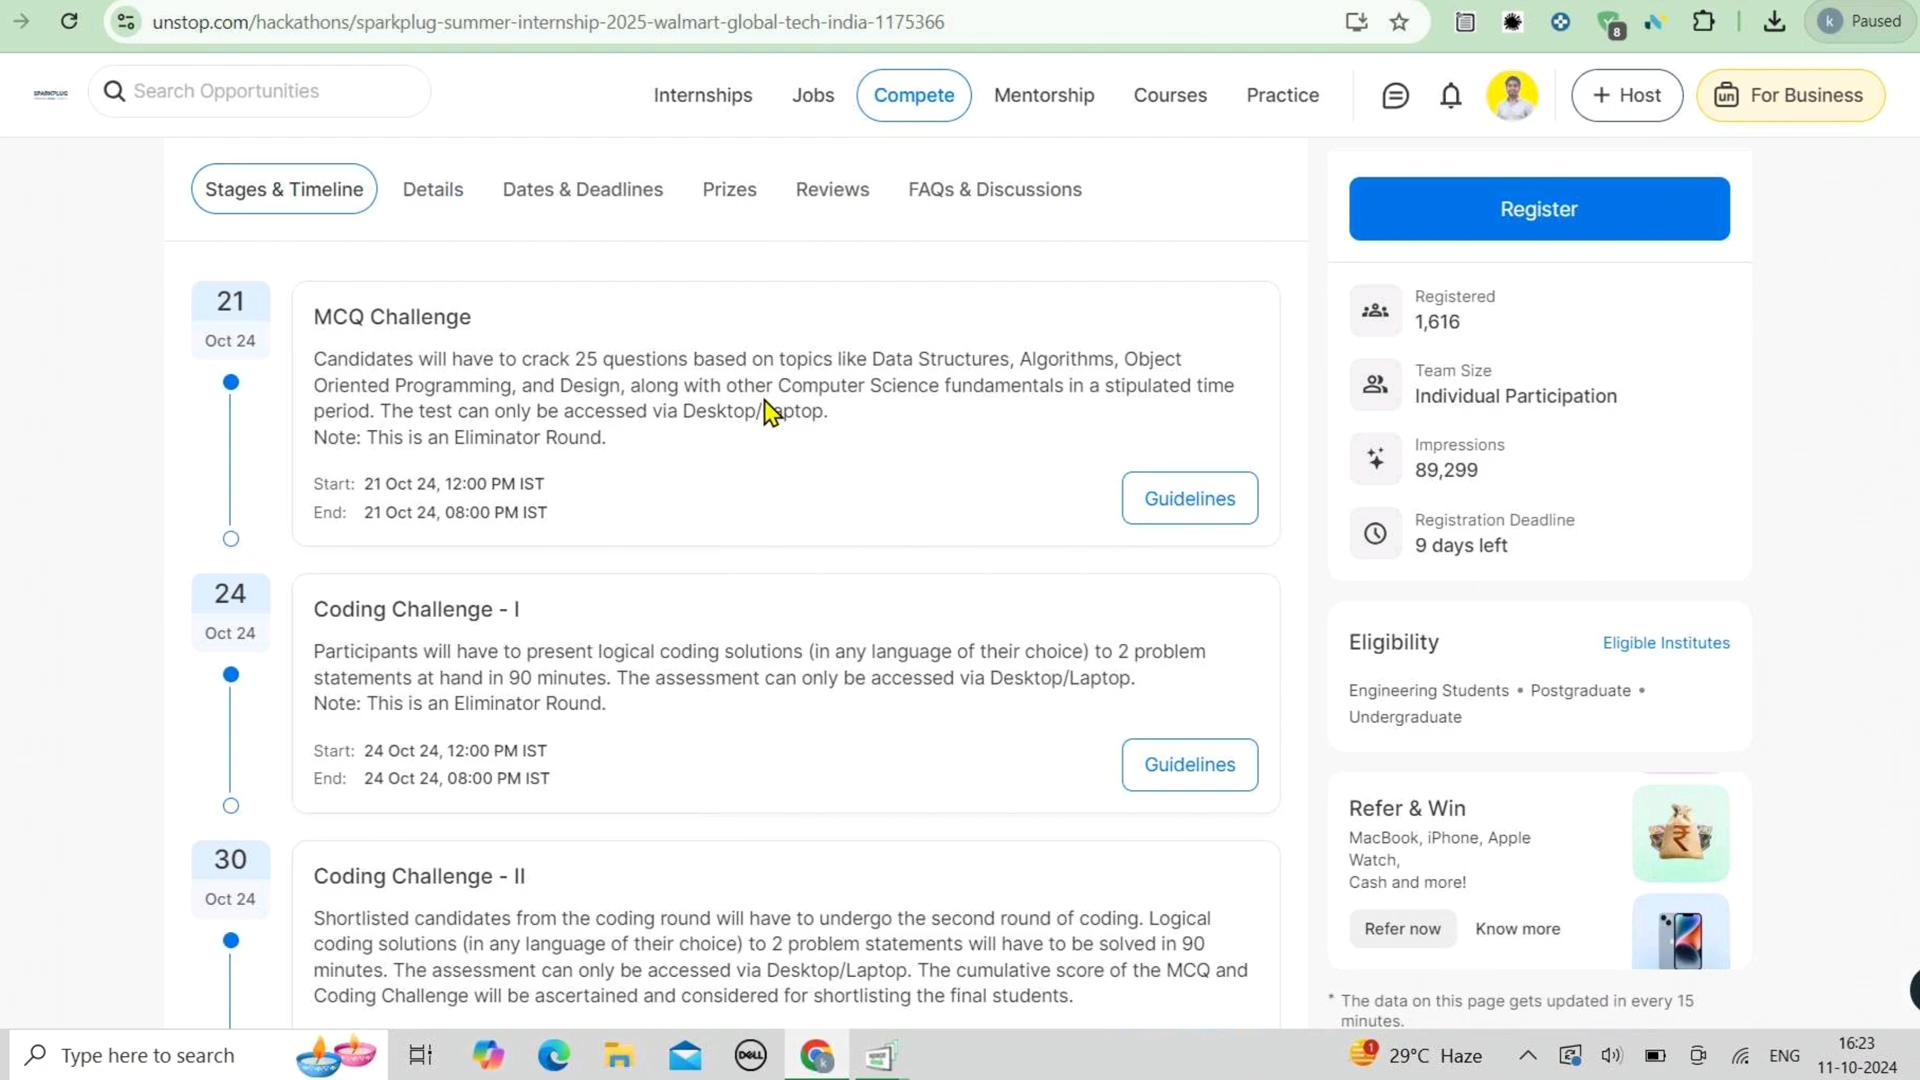 unstop.com/hackathons/sparkplug-summer-internship-2025-walmart-global-tech-india-1175366
8
k Paused
SPARKPLUG
Search Opportunities
Internships
Jobs
Compete
Mentorship
Courses
Practice
+ Host
un For Business
Stages & Timeline
Details
Dates & Deadlines
Prizes
Reviews
FAQs & Discussions
21
Oct 24
MCQ Challenge
Candidates will have to crack 25 questions based on topics like Data Structures, Algorithms, Object
Oriented Programming, and Design, along with other Computer Science fundamentals in a stipulated time
period. The test can only be accessed via Desktop/Laptop.
Note: This is an Eliminator Round.
Start: 21 Oct 24, 12:00 PM IST
End: 21 Oct 24, 08:00 PM IST
Guidelines
24
Oct 24
Coding Challenge - I
Participants will have to present logical coding solutions (in any language of their choice) to 2 problem
statements at hand in 90 minutes. The assessment can only be accessed via Desktop/Laptop.
Note: This is an Eliminator Round.
Start: 24 Oct 24, 12:00 PM IST
End: 24 Oct 24, 08:00 PM IST
Guidelines
30
Oct 24
Coding Challenge - II
Shortlisted candidates from the coding round will have to undergo the second round of coding. Logical
coding solutions (in any language of their choice) to 2 problem statements will have to be solved in 90
minutes. The assessment can only be accessed via Desktop/Laptop. The cumulative score of the MCQ and
Coding Challenge will be ascertained and considered for shortlisting the final students.
Register
Registered
1,616
Team Size
Individual Participation
Impressions
89,299
Registration Deadline
9 days left
Eligibility
Eligible Institutes
Engineering Students • Postgraduate •
Undergraduate
Refer & Win
MacBook, iPhone, Apple
Watch,
Cash and more!
Refer now
Know more
* The data on this page gets updated in every 15
minutes.
Type here to search
DELL
1
29°C Haze
ENG
16:23
11-10-2024